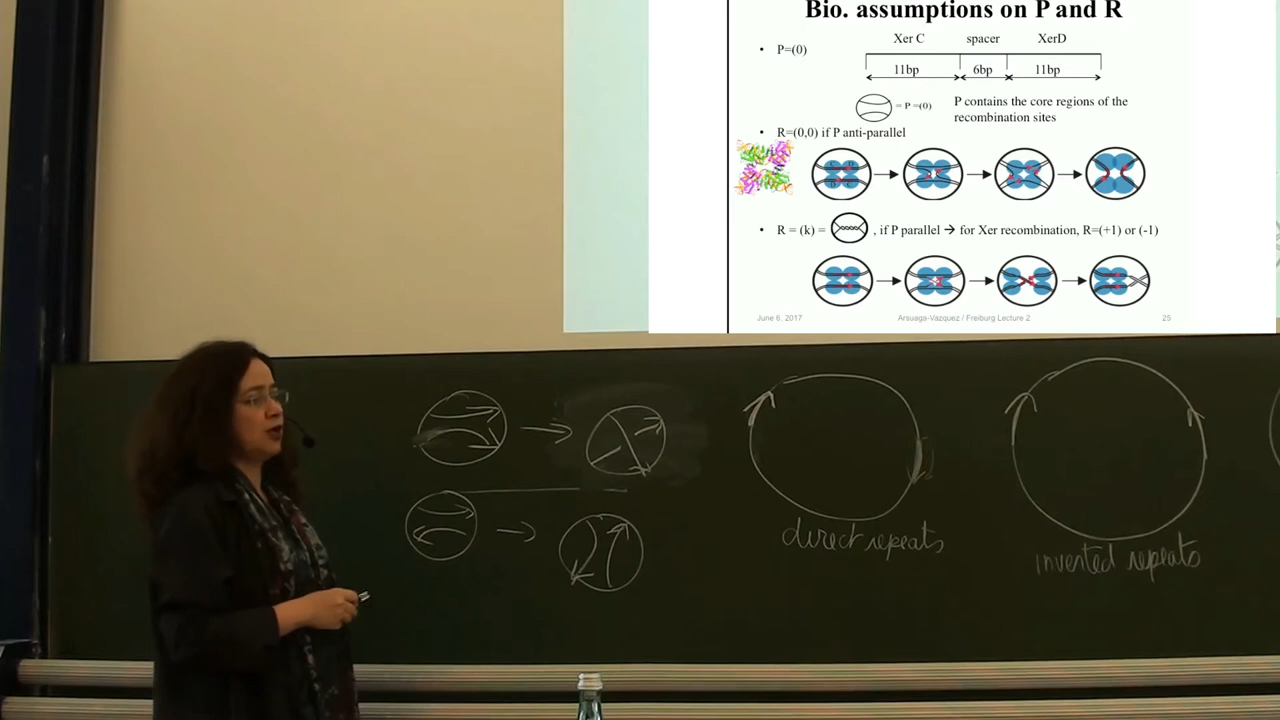 Bio. assumptions on P and R
• P=(0)
Xer C spacer XerD
11bp 6bp 11bp
= P =(0)
P contains the core regions of the
recombination sites
• R=(0,0) if P anti-parallel
• R = (k) = , if P parallel → for Xer recombination, R=(+1) or (-1)
June 6, 2017 Arsuaga-Vazquez / Freiburg Lecture 2 25
direct repeats
inverted repeats